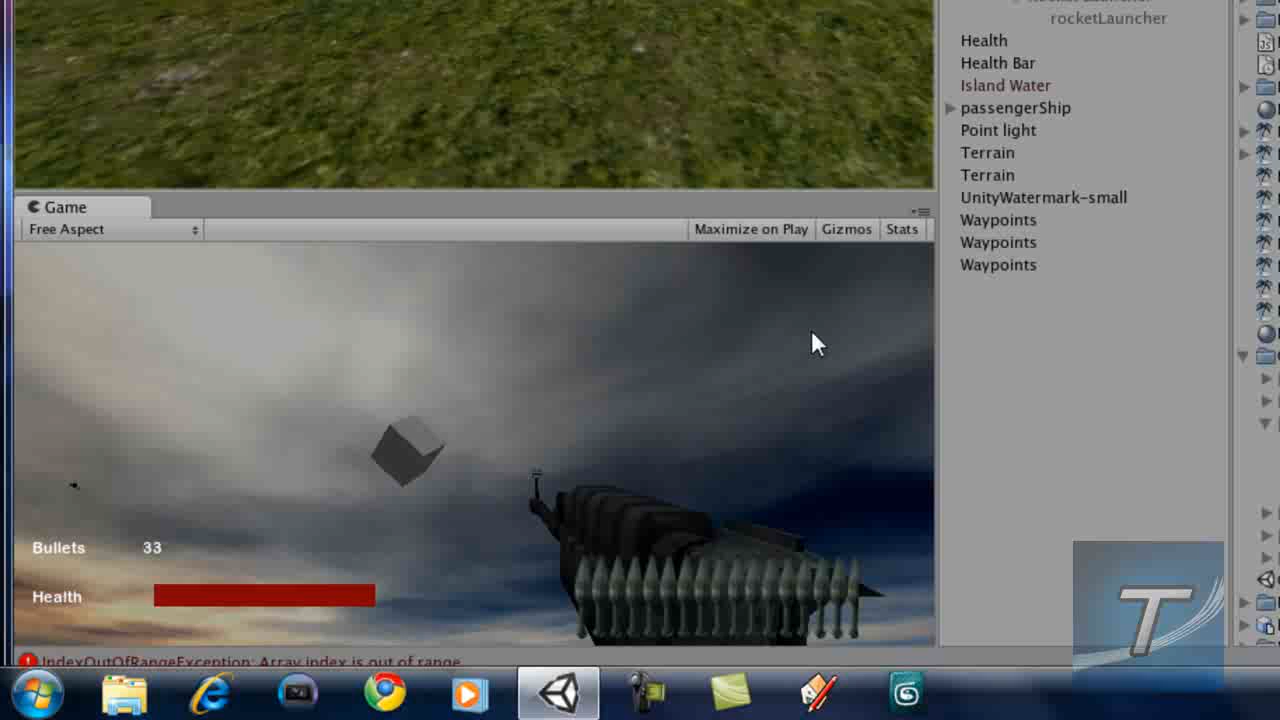 rocketLauncher
Health
Health Bar
Island Water
passengerShip
Point light
Terrain
Terrain
UnityWatermark-small
Waypoints
Waypoints
Waypoints
Game
Free Aspect
Maximize on Play Gizmos Stats
Bullets 33
Health
IndexOutOfRangeException: Array index is out of range
T